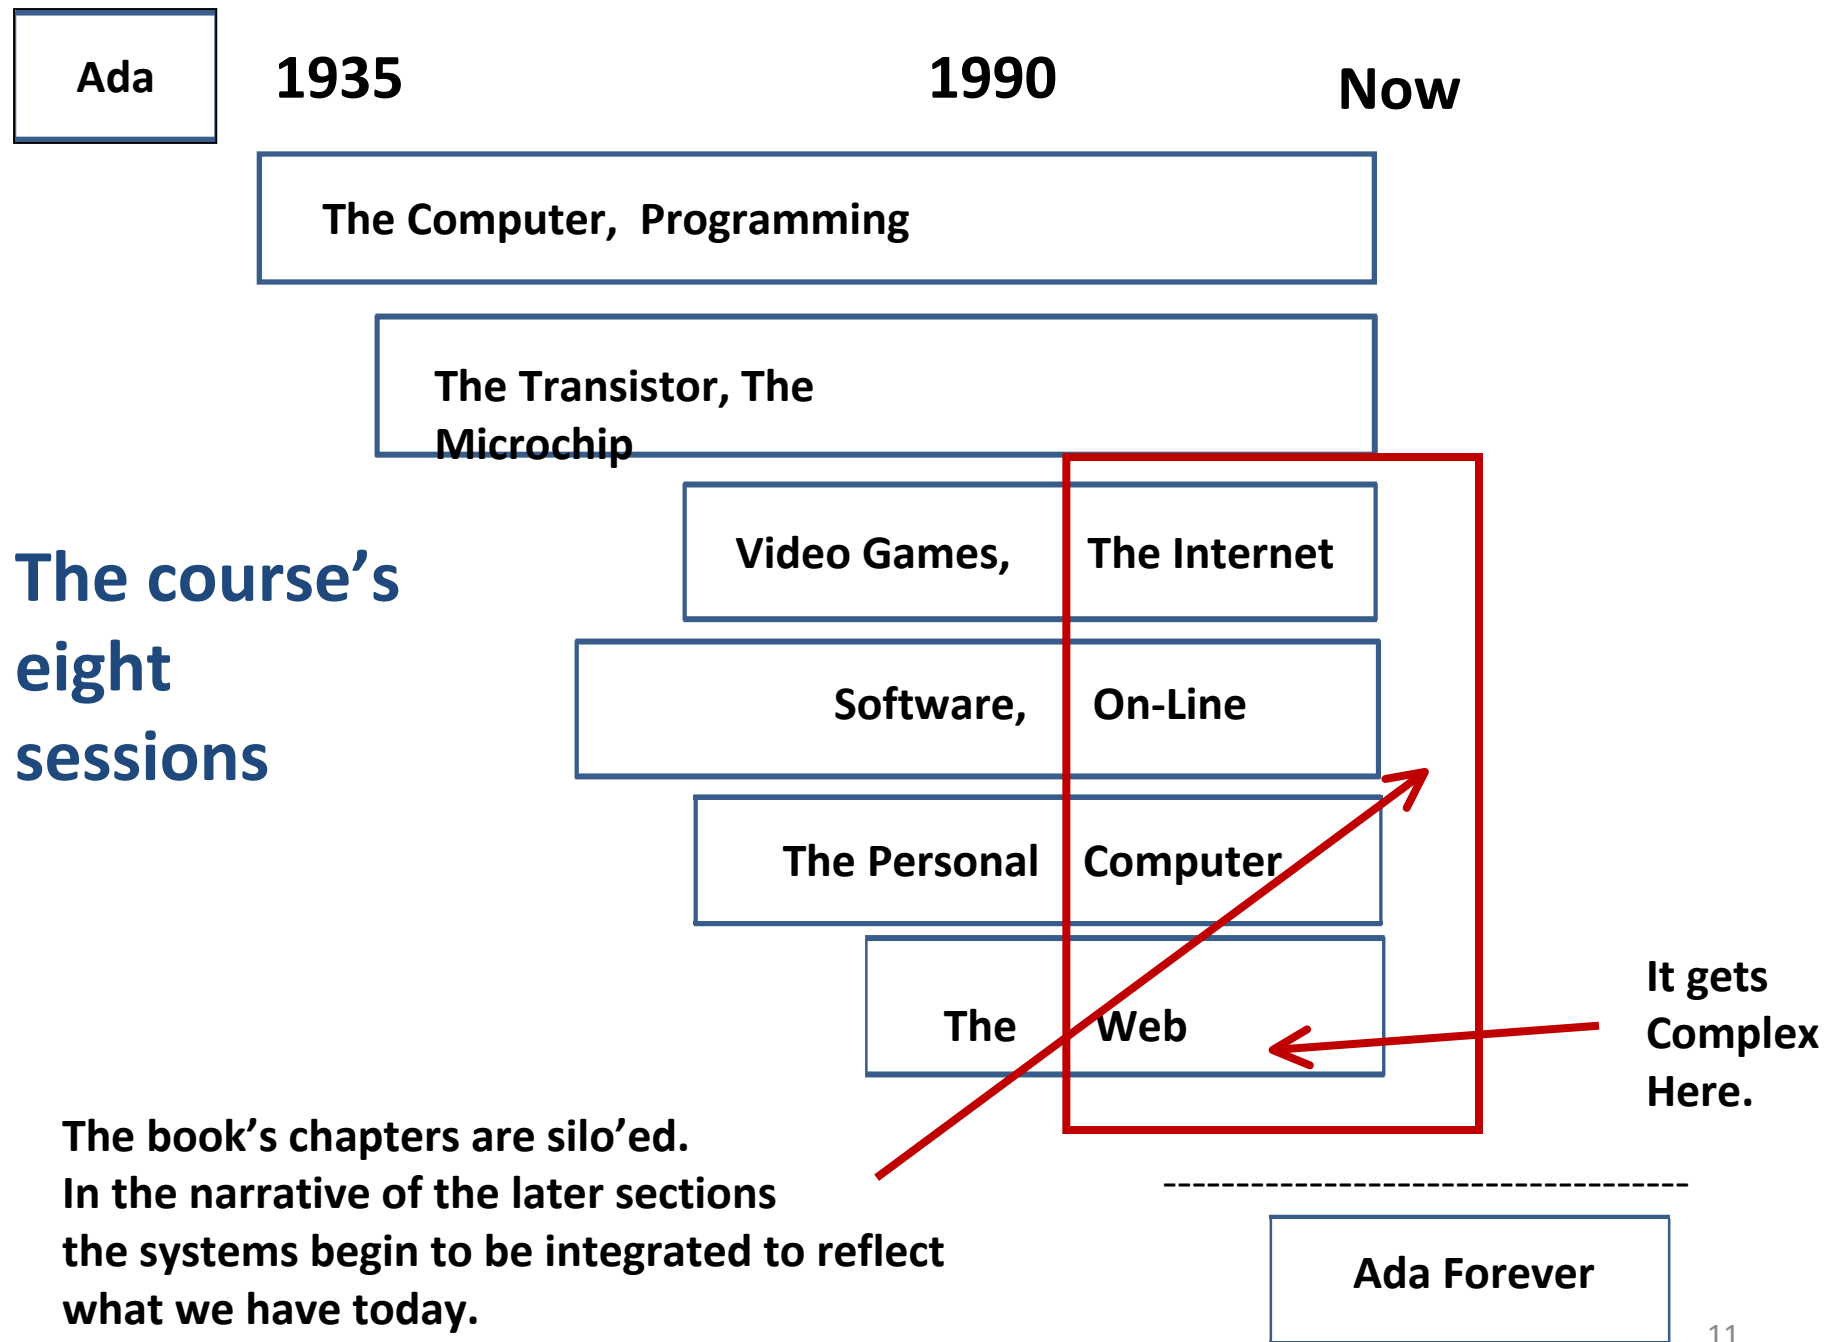 Ada
1935
1990
Now
The Computer,  Programming
The Transistor, The
Microchip
Video Games, The Internet
The course’s
eight
sessions
Software, On-Line
The Personal Computer
The Web
It gets
Complex
Here.
The book’s chapters are silo’ed.
In the narrative of the later sections
the systems begin to be integrated to reflect
what we have today.
------------------------------------
Ada Forever
11